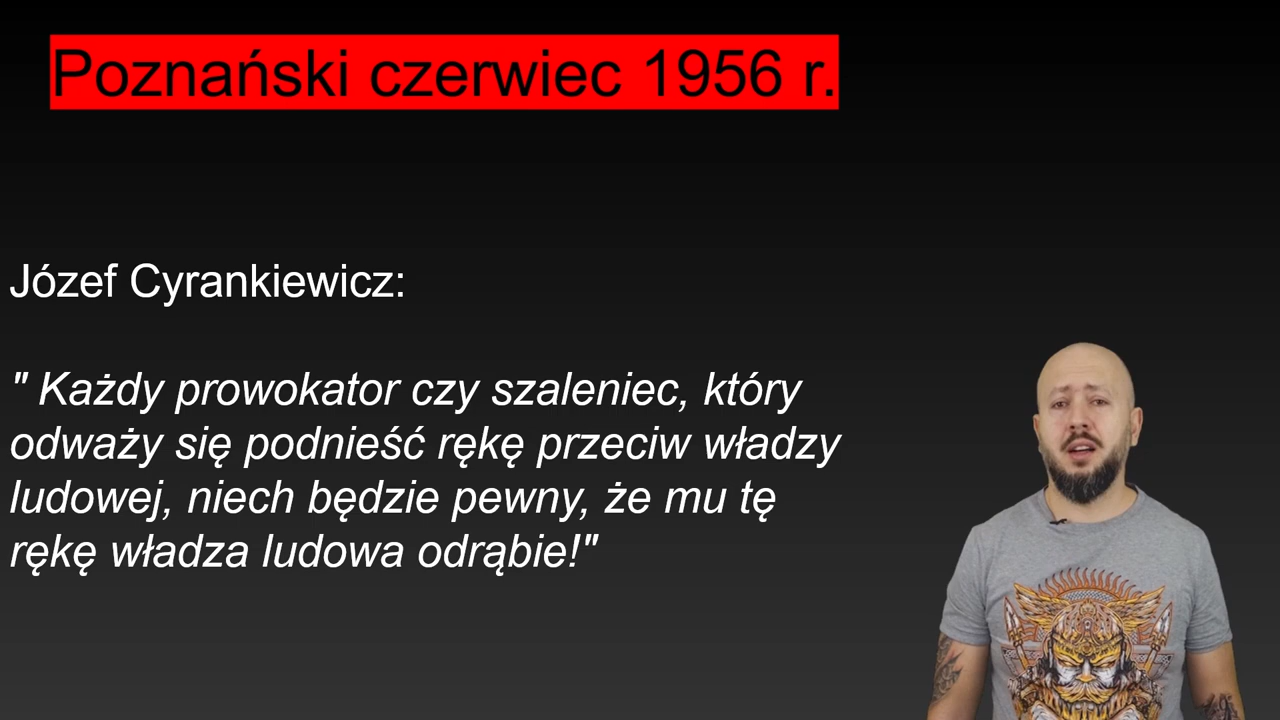 Poznański czerwiec 1956 r.
Józef Cyrankiewicz:
" Każdy prowokator czy szaleniec, który
odważy się podnieść rękę przeciw władzy
ludowej, niech będzie pewny, że mu tę
rękę władza ludowa odrąbie!"